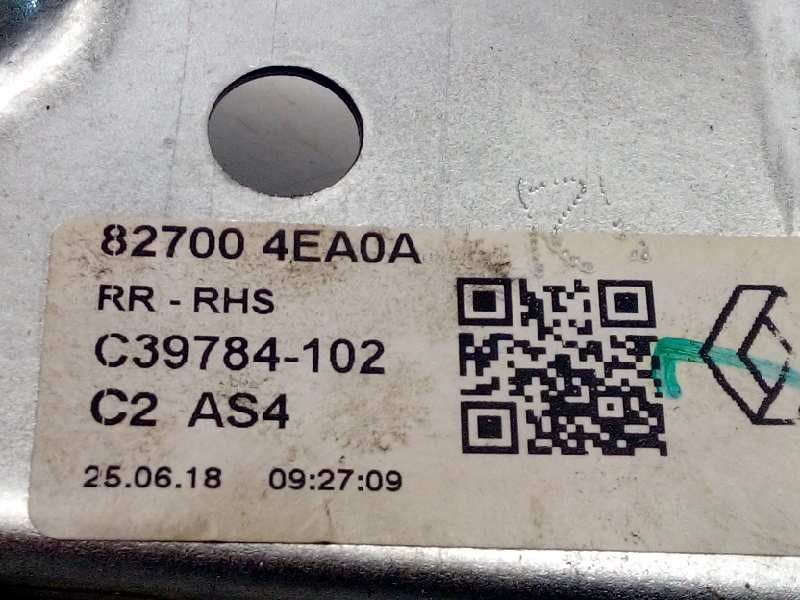 82700 4EA0A
RR - RHS
C39784-102
C2 AS4
25.06.18 09:27:09